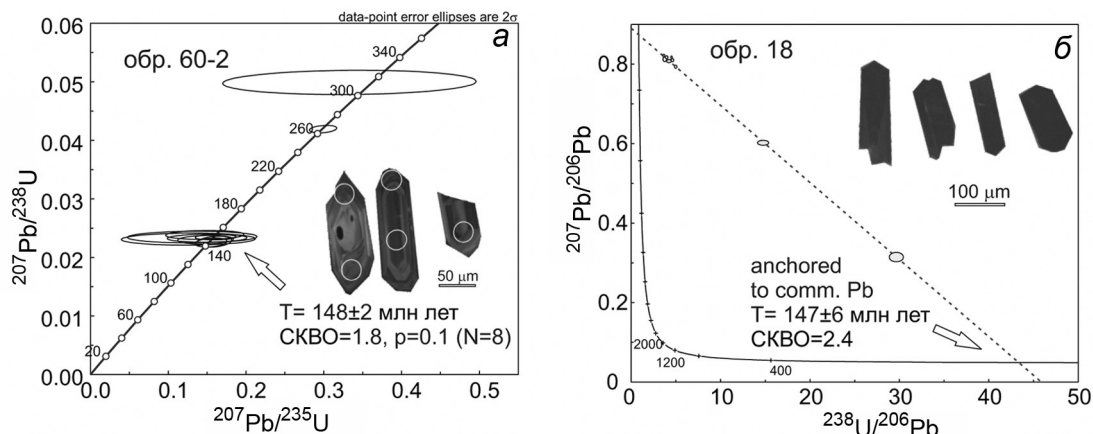 data-point error ellipses are 2σ
а
обр. 60-2
0.06
0.05
0.04
0.03
0.02
0.01
0.00
²⁰⁷Pb/²³⁸U
340
300
260
220
180
140
100
60
20
50 μm
T= 148±2 млн лет
СКВО=1.8, p=0.1 (N=8)
0.0
0.1
0.2
0.3
0.4
0.5
²⁰⁷Pb/²³⁵U
б
обр. 18
0.8
0.6
0.4
0.2
0
²⁰⁷Pb/²⁰⁶Pb
100 μm
anchored
to comm. Pb
T= 147±6 млн лет
СКВО=2.4
2000
1200
400
0
10
20
30
40
50
²³⁸U/²⁰⁶Pb